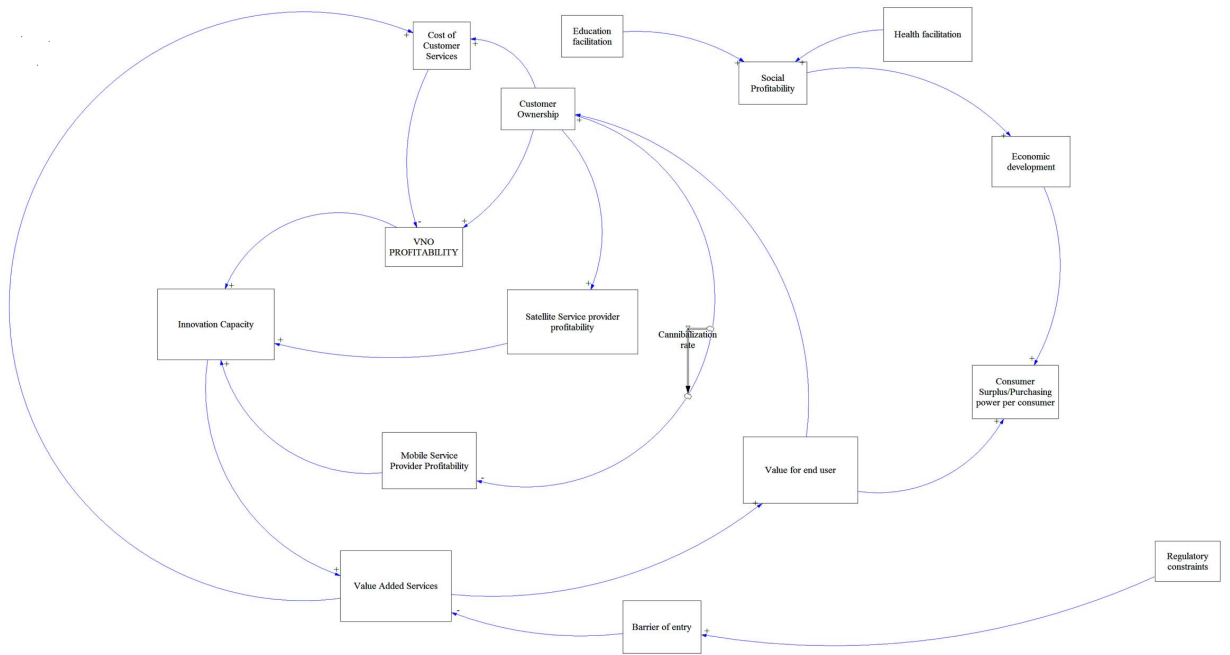 Cost of
Customer
Services
Education
facilitation
Health facilitation
Social
Profitability
Customer
Ownership
Economic
development
VNO
PROFITABILITY
Innovation Capacity
Satellite Service provider
profitability
Cannibilization
rate
Consumer
Surplus/Purchasing
power per consumer
Mobile Service
Provider Profitability
Value for end user
Value Added Services
Regulatory
constraints
Barrier of entry